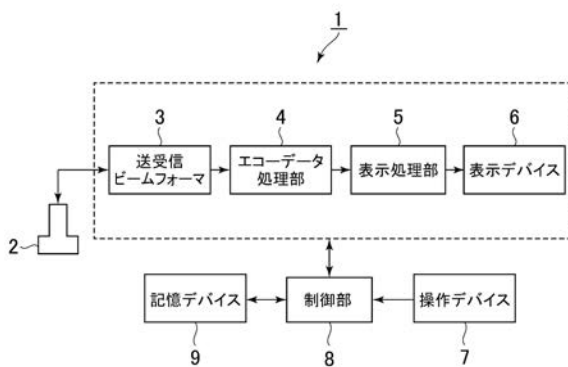 1
3
4
5
6
送受信
ビームフォーマ
エコーデータ
処理部
表示処理部
表示デバイス
2
記憶デバイス
制御部
操作デバイス
9
8
7